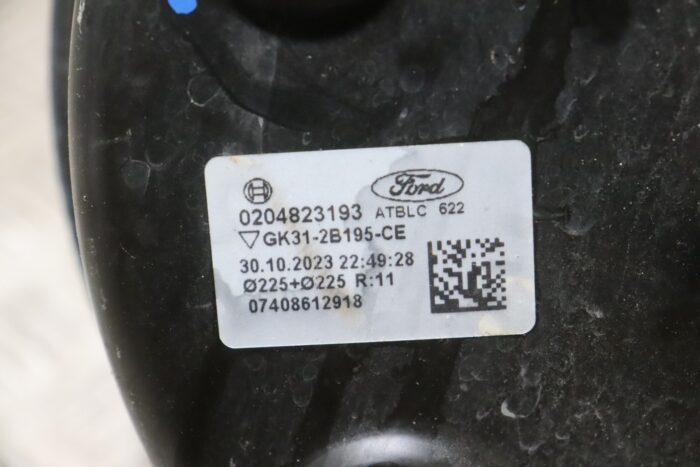 Ford
0204823193 ATBLC 622
▽GK31-2B195-CE
30.10.2023 22:49:28
Ø225+Ø225 R:11
07408612918